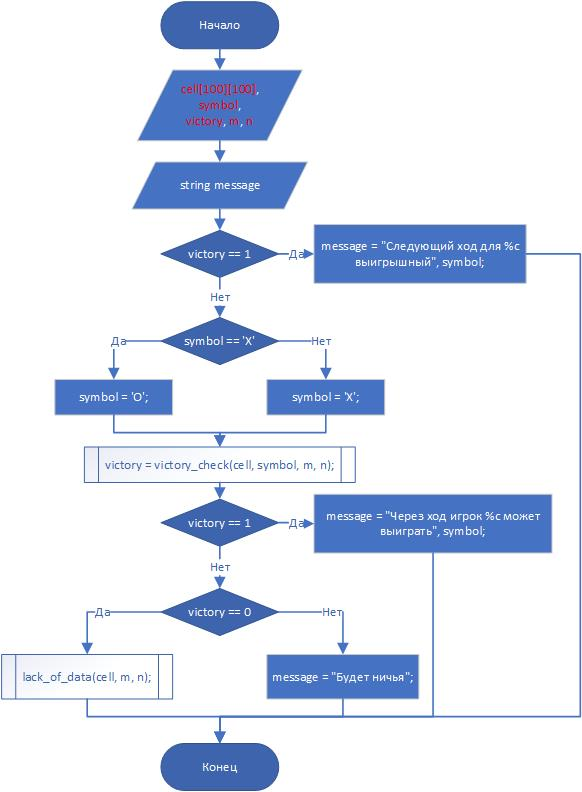 Начало
cell[100][100],
symbol,
victory, m, n
string message
victory == 1
Да
message = "Следующий ход для %c
выигрышный", symbol;
Нет
symbol == 'X'
Да
Нет
symbol = 'O';
symbol = 'X';
victory = victory_check(cell, symbol, m, n);
victory == 1
Да
message = "Через ход игрок %c может
выиграть", symbol;
Нет
victory == 0
Да
Нет
lack_of_data(cell, m, n);
message = "Будет ничья";
Конец